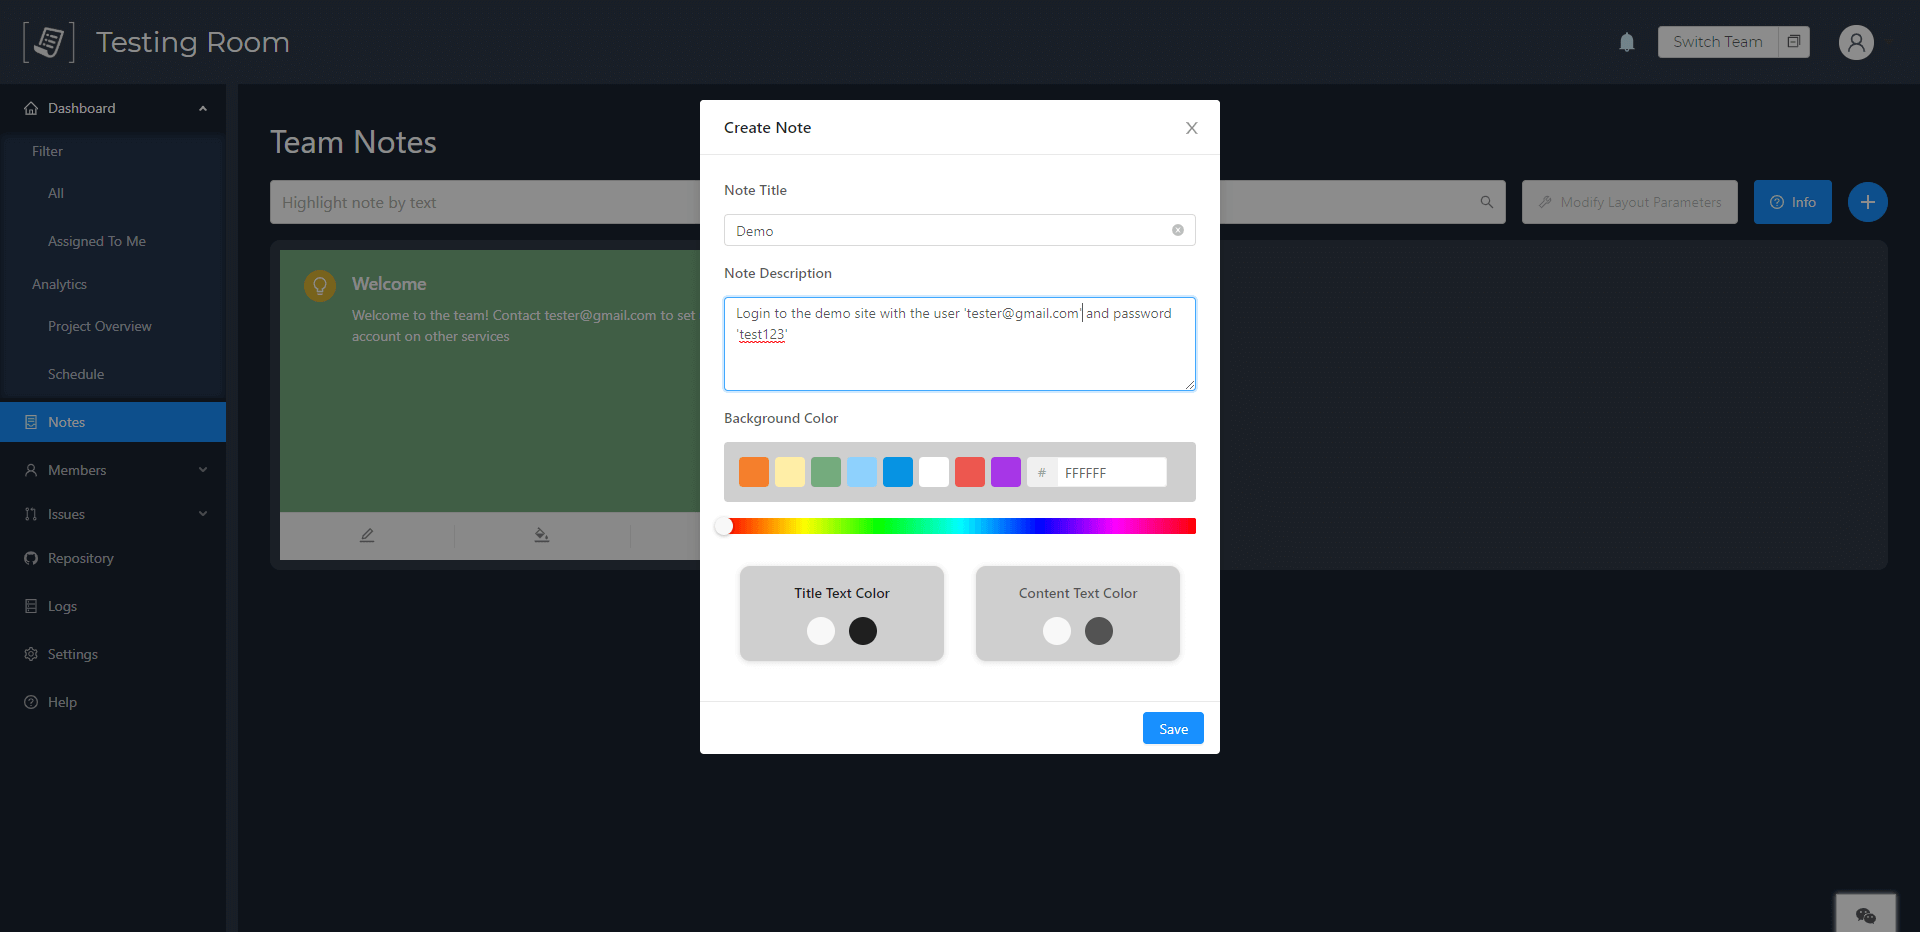 Testing Room
Switch Team
Dashboard
Filter
All
Assigned To Me
Analytics
Project Overview
Schedule
Notes
Members
Issues
Repository
Logs
Settings
Help
Team Notes
Highlight note by text
Modify Layout Parameters
Info
Welcome
Welcome to the team! Contact tester@gmail.com to set
account on other services
Create Note
Note Title
Demo
Note Description
Login to the demo site with the user 'tester@gmail.com' and password
'test123'
Background Color
# FFFFFF
Title Text Color
Content Text Color
Save